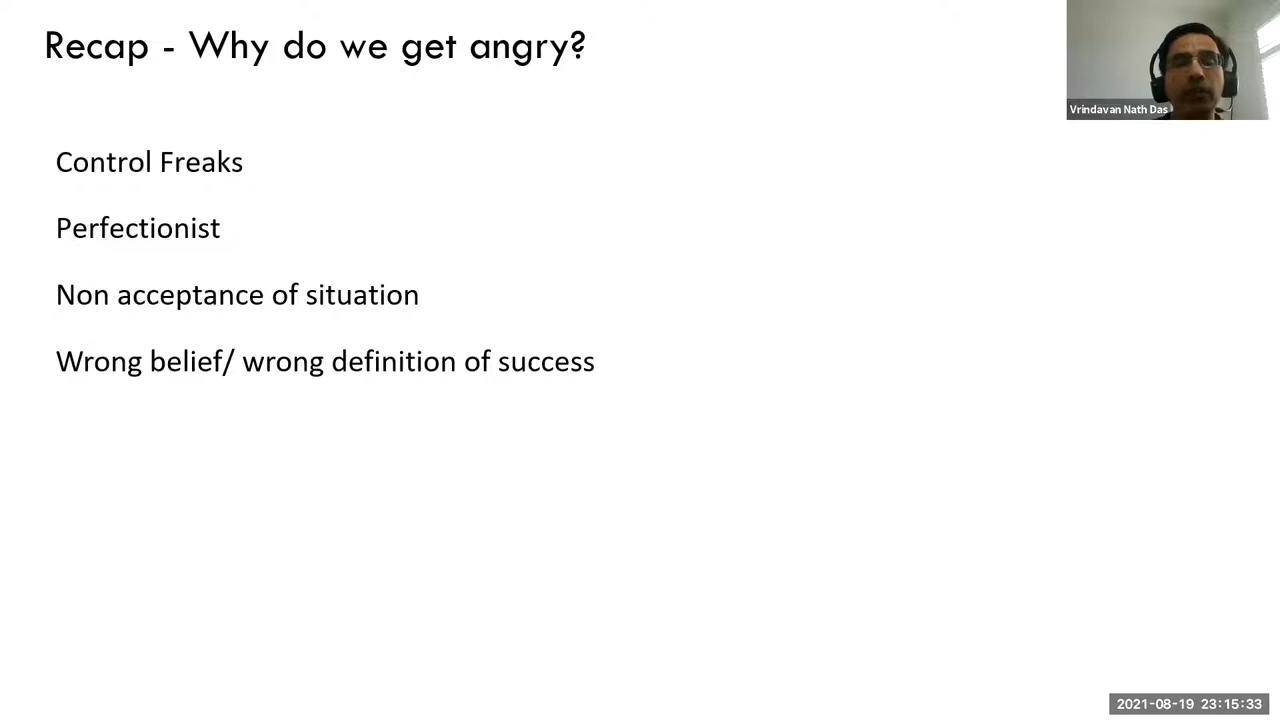 Recap - Why do we get angry?
Vrindavan Nath Das
Control Freaks
Perfectionist
Non acceptance of situation
Wrong belief/ wrong definition of success
2021-08-19 23:15:33